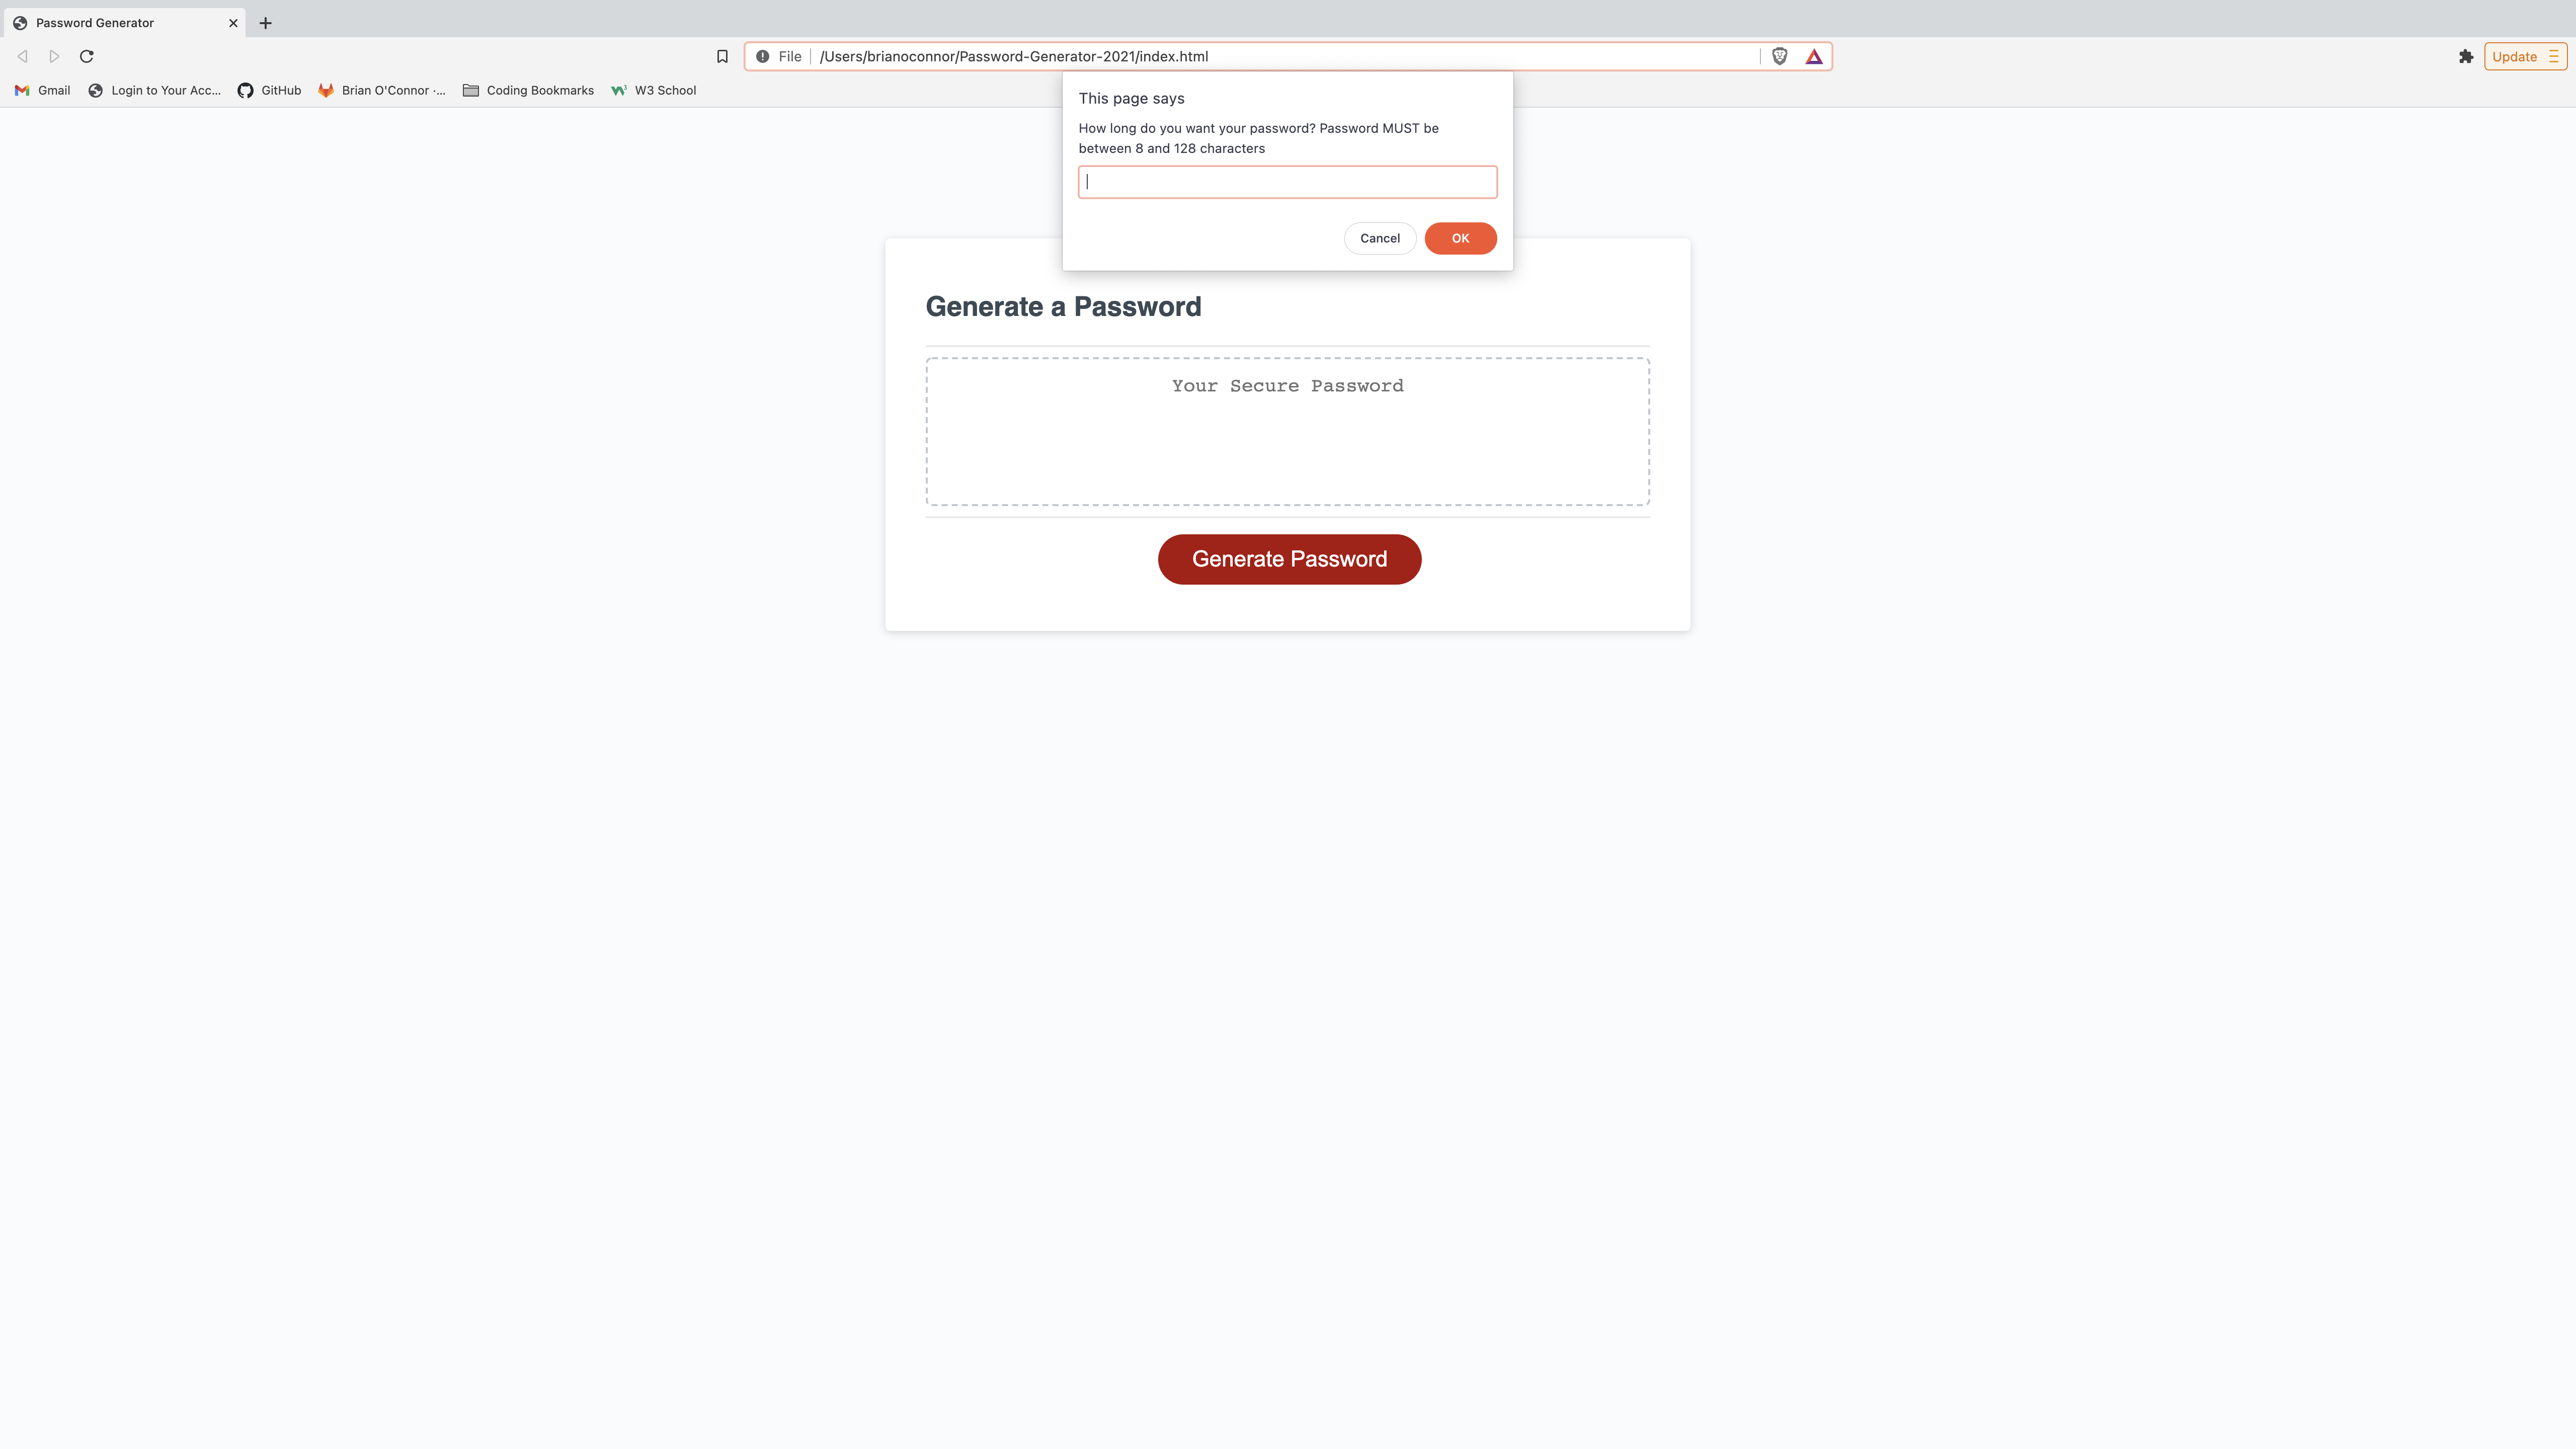 Password Generator
File /Users/brianoconnor/Password-Generator-2021/index.html
Update
Gmail
Login to Your Acc...
GitHub
Brian O'Connor ·...
Coding Bookmarks
W3 School
This page says
How long do you want your password? Password MUST be
between 8 and 128 characters
Cancel
OK
Generate a Password
Your Secure Password
Generate Password